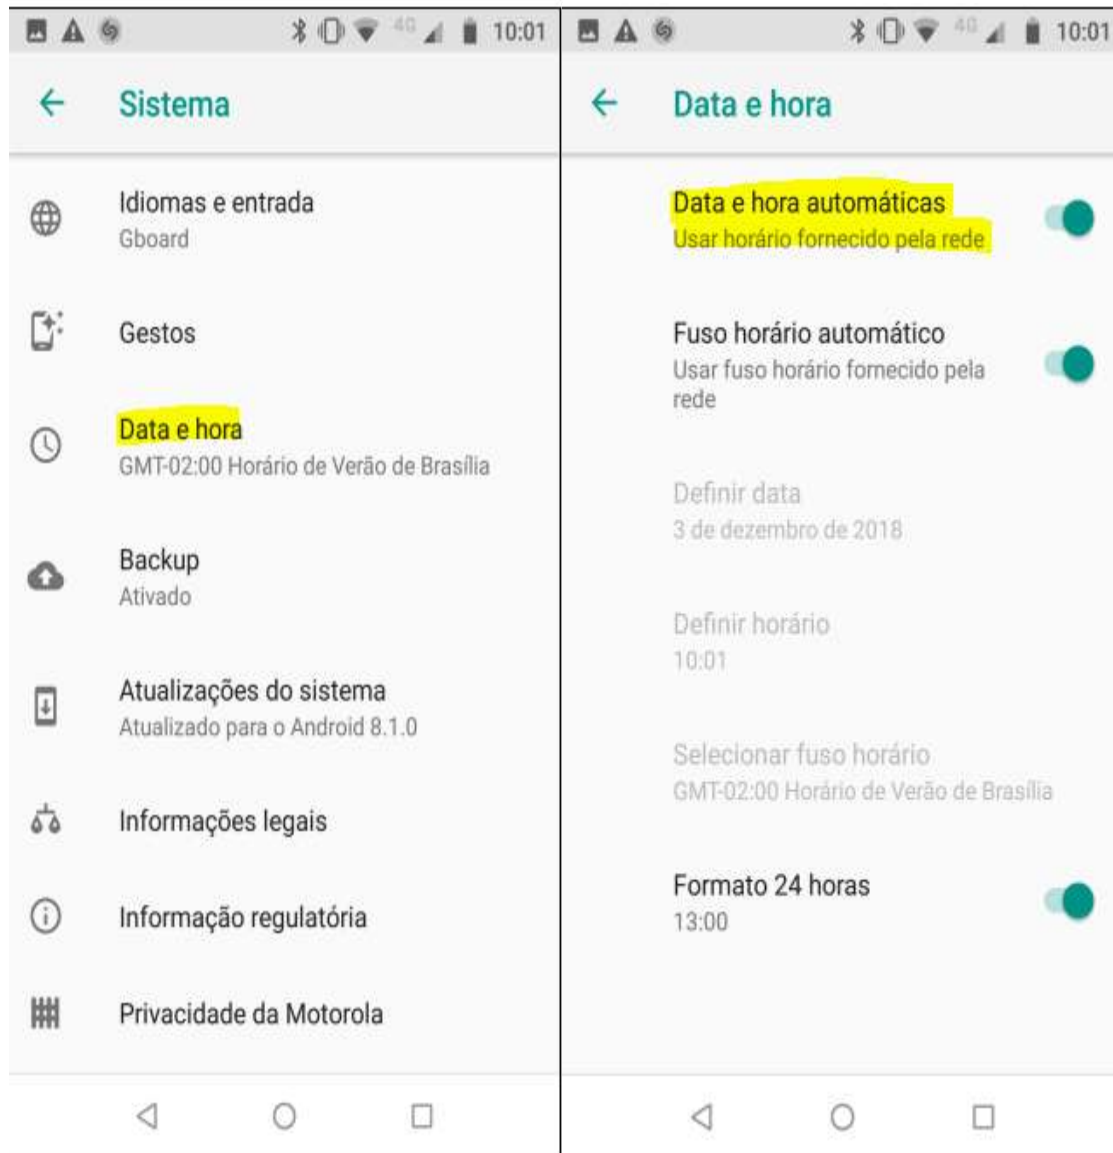 4G 10:01
Sistema
Idiomas e entrada
Gboard
Gestos
Data e hora
GMT-02:00 Horário de Verão de Brasília
Backup
Ativado
Atualizações do sistema
Atualizado para o Android 8.1.0
Informações legais
Informação regulatória
Privacidade da Motorola
4G 10:01
Data e hora
Data e hora automáticas
Usar horário fornecido pela rede
Fuso horário automático
Usar fuso horário fornecido pela
rede
Definir data
3 de dezembro de 2018
Definir horário
10:01
Selecionar fuso horário
GMT-02:00 Horário de Verão de Brasília
Formato 24 horas
13:00